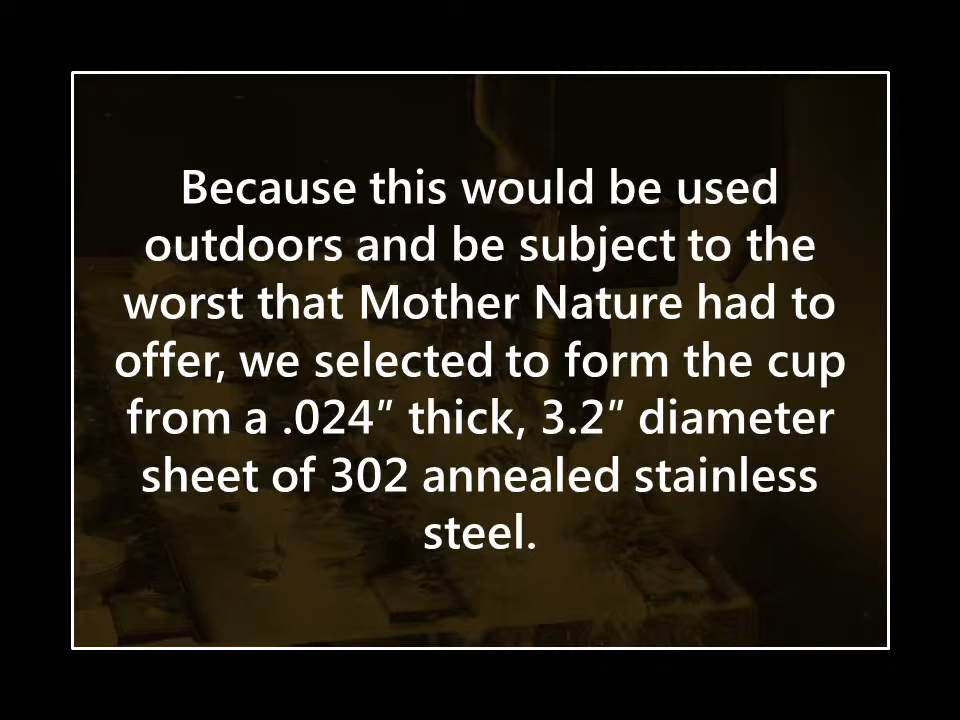 Because this would be used
outdoors and be subject to the
worst that Mother Nature had to
offer, we selected to form the cup
from a .024” thick, 3.2” diameter
sheet of 302 annealed stainless
steel.